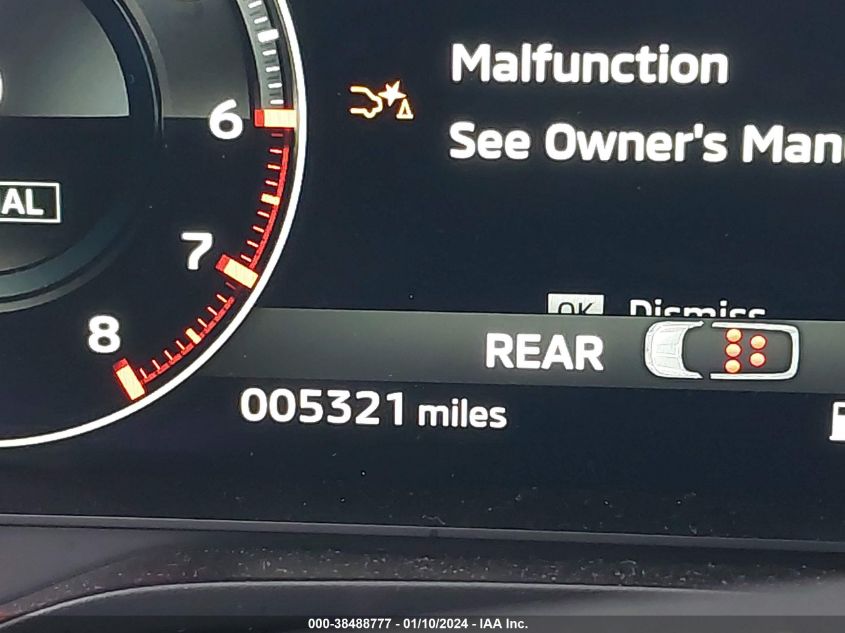 Malfunction
6
See Owner's Man
AL
7
OK Dismiss
8
REAR
005321 miles
000-38488777 - 01/10/2024 - IAA Inc.